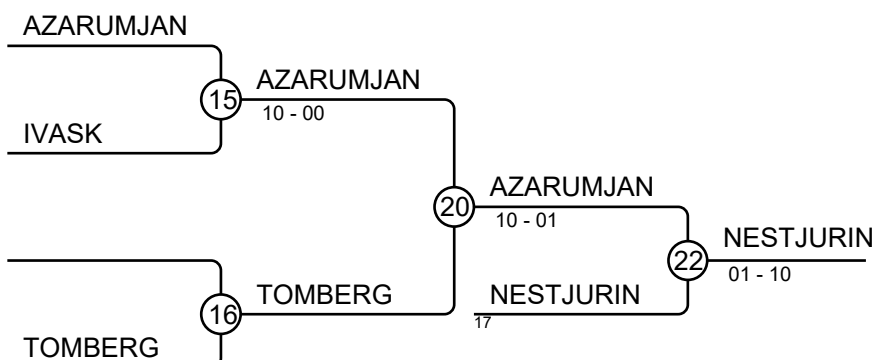 AZARUMJAN
15
AZARUMJAN
10 - 00
IVASK
20
AZARUMJAN
10 - 01
22
NESTJURIN
01 - 10
16
TOMBERG
NESTJURIN
17
TOMBERG